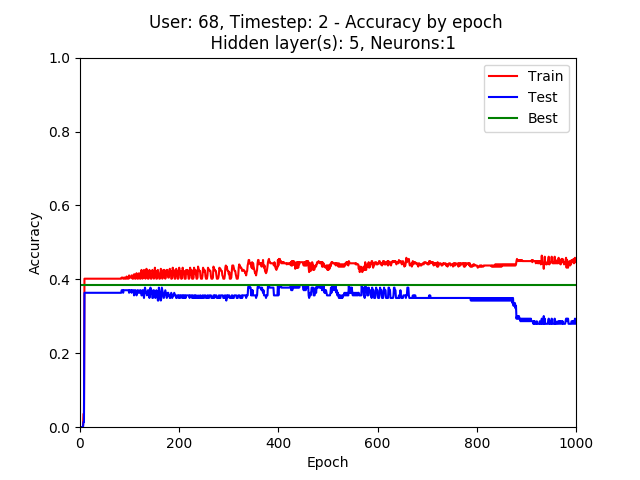 User: 68, Timestep: 2 - Accuracy by epoch
Hidden layer(s): 5, Neurons:1
Train
Test
Best
1.0
0.8
0.6
0.4
0.2
0.0
Accuracy
0
200
400
600
800
1000
Epoch